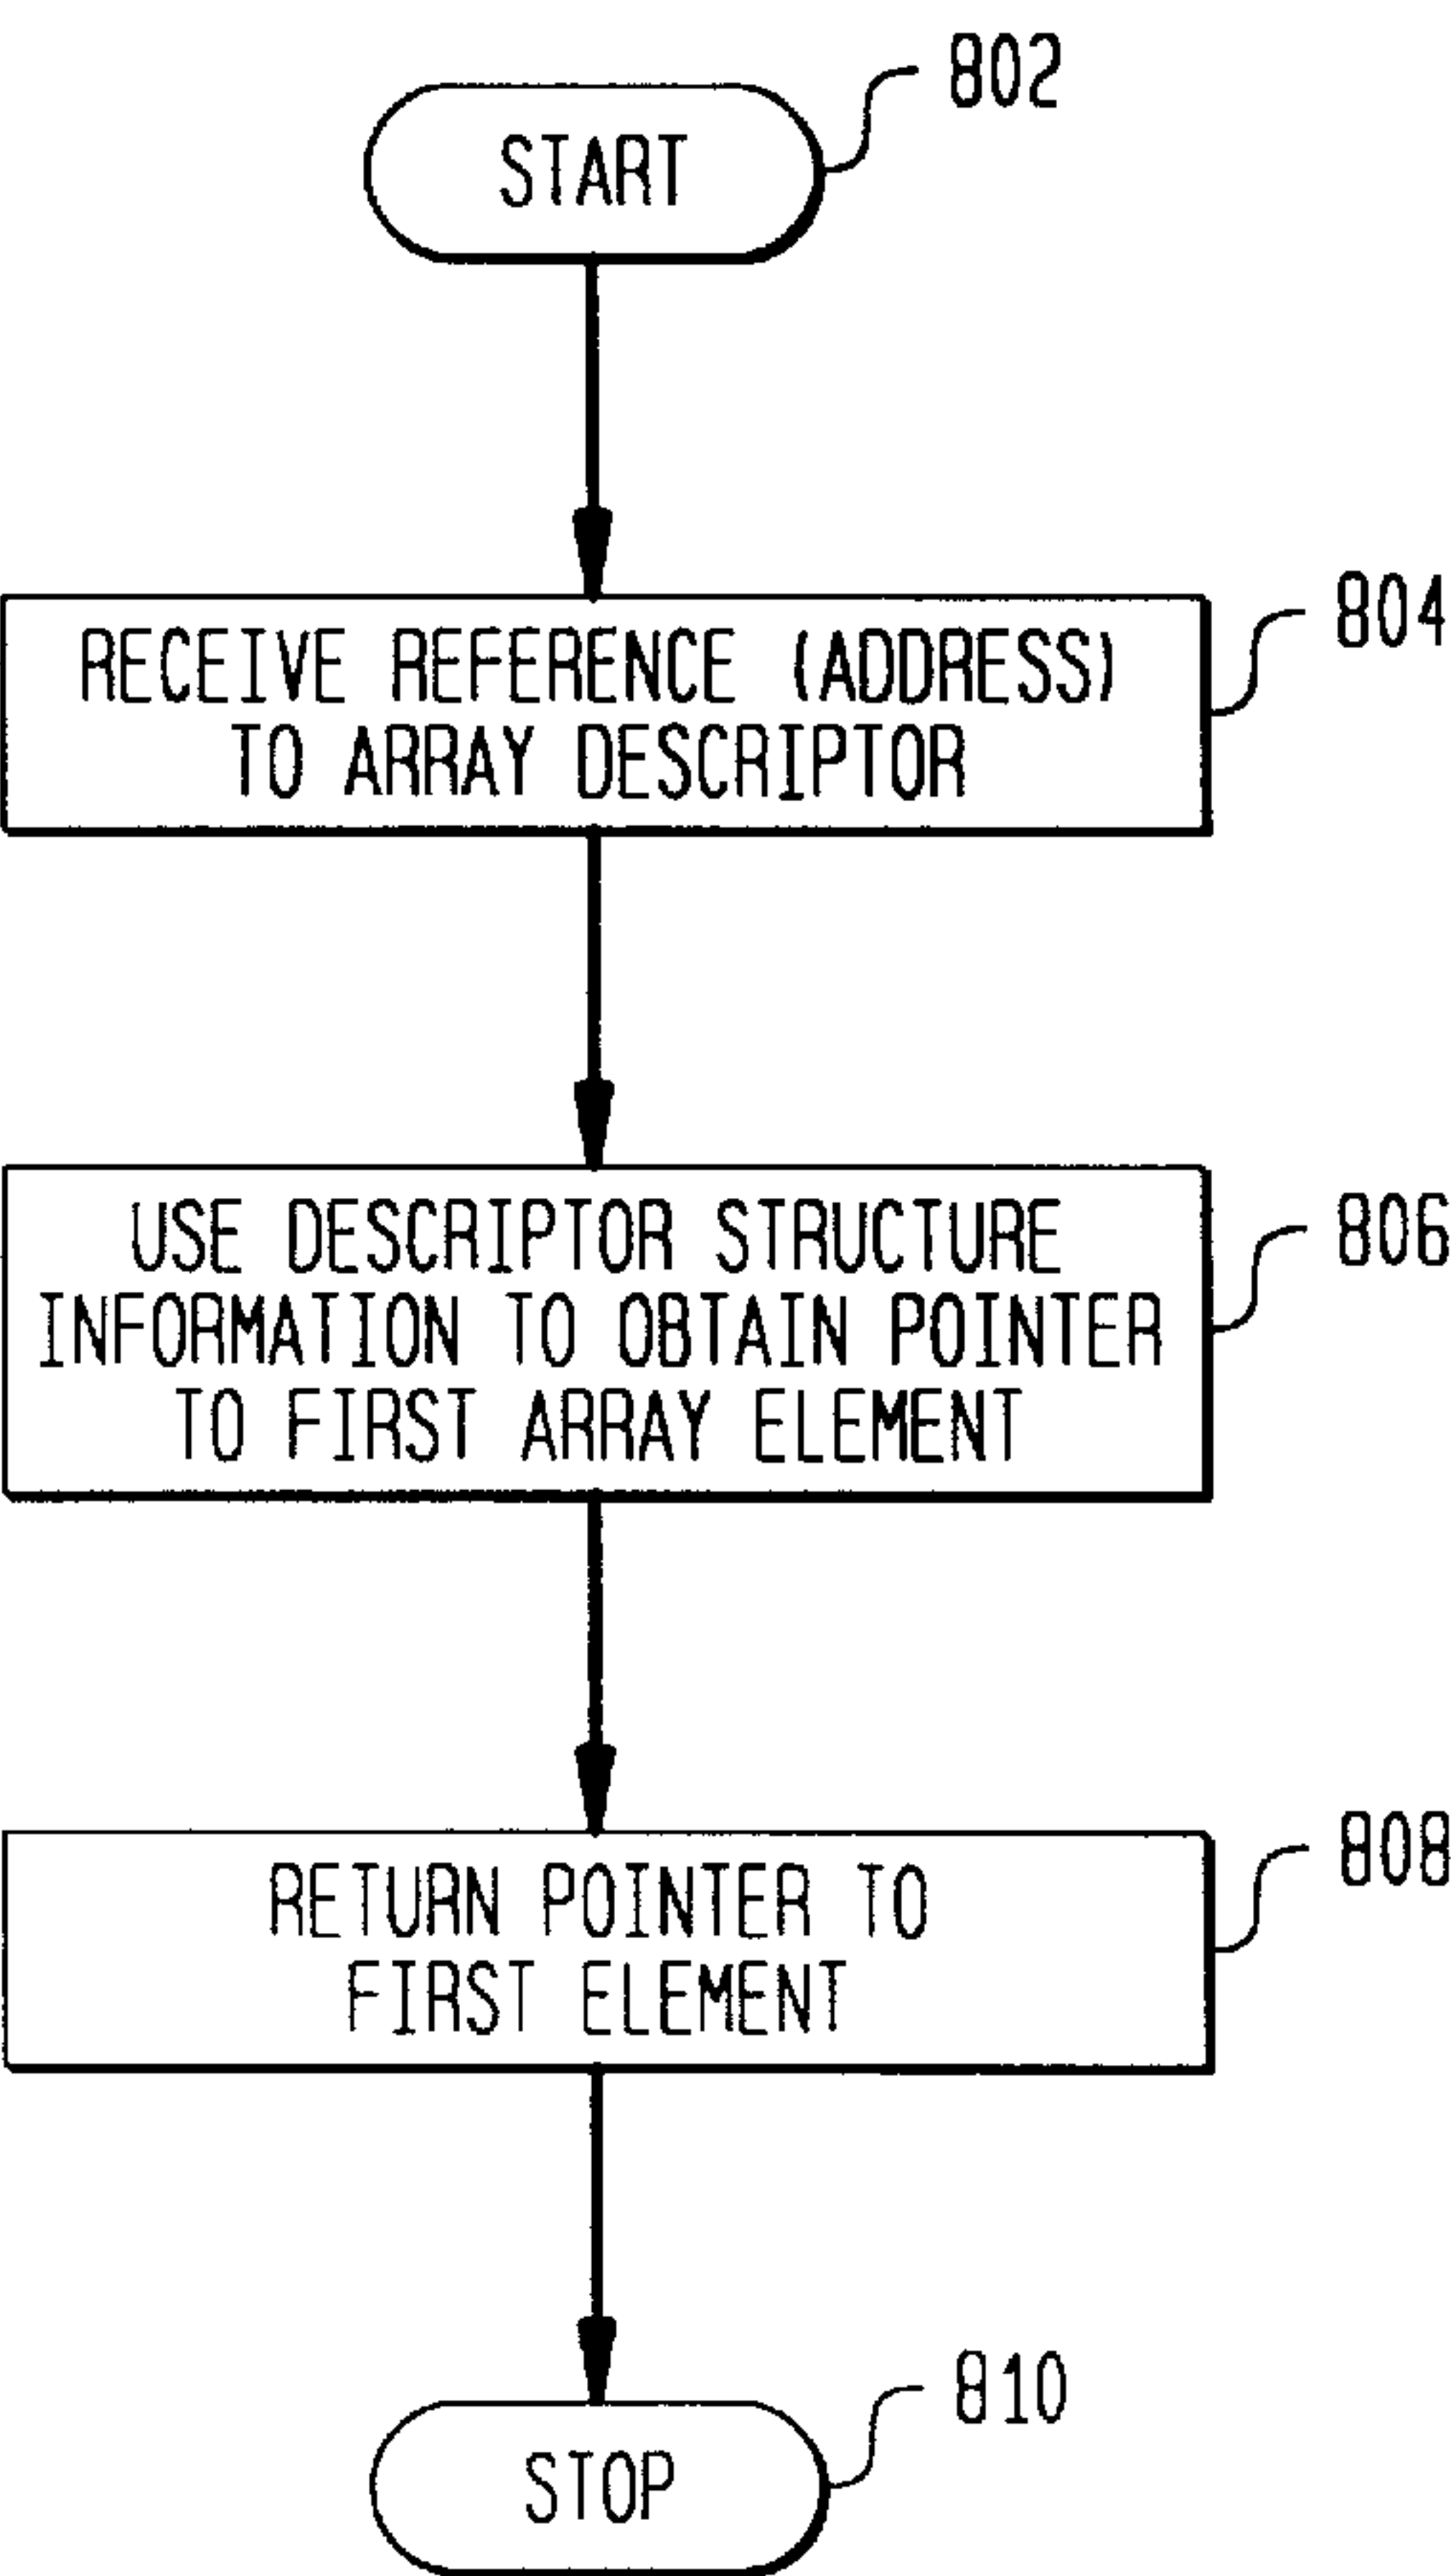 802
START
804
RECEIVE REFERENCE (ADDRESS)
TO ARRAY DESCRIPTOR
806
USE DESCRIPTOR STRUCTURE
INFORMATION TO OBTAIN POINTER
TO FIRST ARRAY ELEMENT
808
RETURN POINTER TO
FIRST ELEMENT
810
STOP